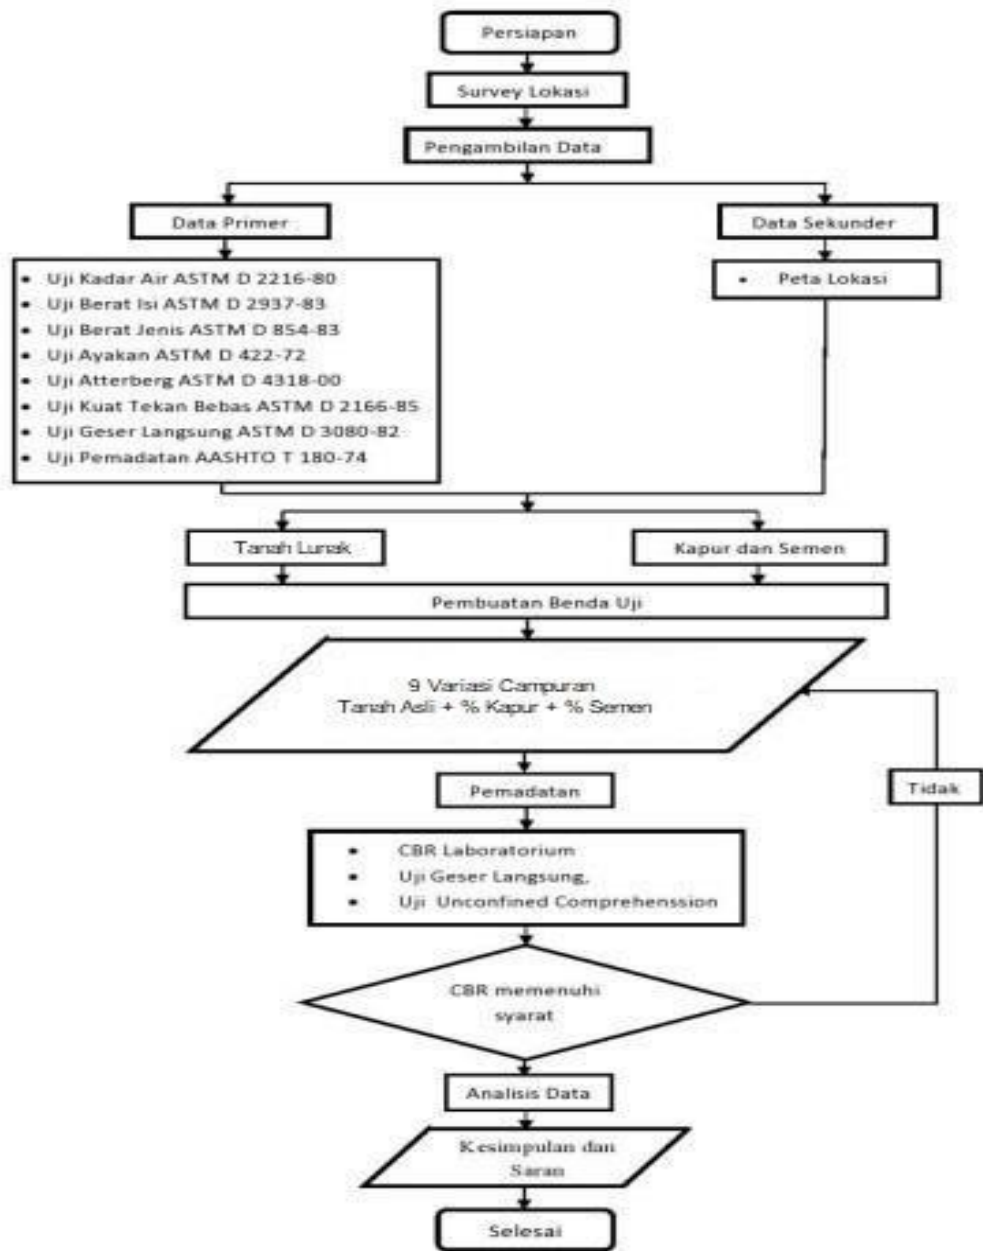 Persiapan
Survey Lokasi
Pengambilan Data
Data Primer
Data Sekunder
• Uji Kadar Air ASTM D 2216-80
• Uji Berat Isi ASTM D 2937-83
• Uji Berat Jenis ASTM D 854-83
• Uji Ayakan ASTM D 422-72
• Uji Atterberg ASTM D 4318-00
• Uji Kuat Tekan Bebas ASTM D 2166-85
• Uji Geser Langsung ASTM D 3080-82
• Uji Pemadatan AASHTO T 180-74
• Peta Lokasi
Tanah Lunak
Kapur dan Semen
Pembuatan Benda Uji
9 Variasi Campuran
Tanah Asli + % Kapur + % Semen
Pemadatan
Tidak
• CBR Laboratorium
• Uji Geser Langsung,
• Uji Unconfined Comprehenssion
CBR memenuhi
syarat
Analisis Data
Kesimpulan dan
Saran
Selesai